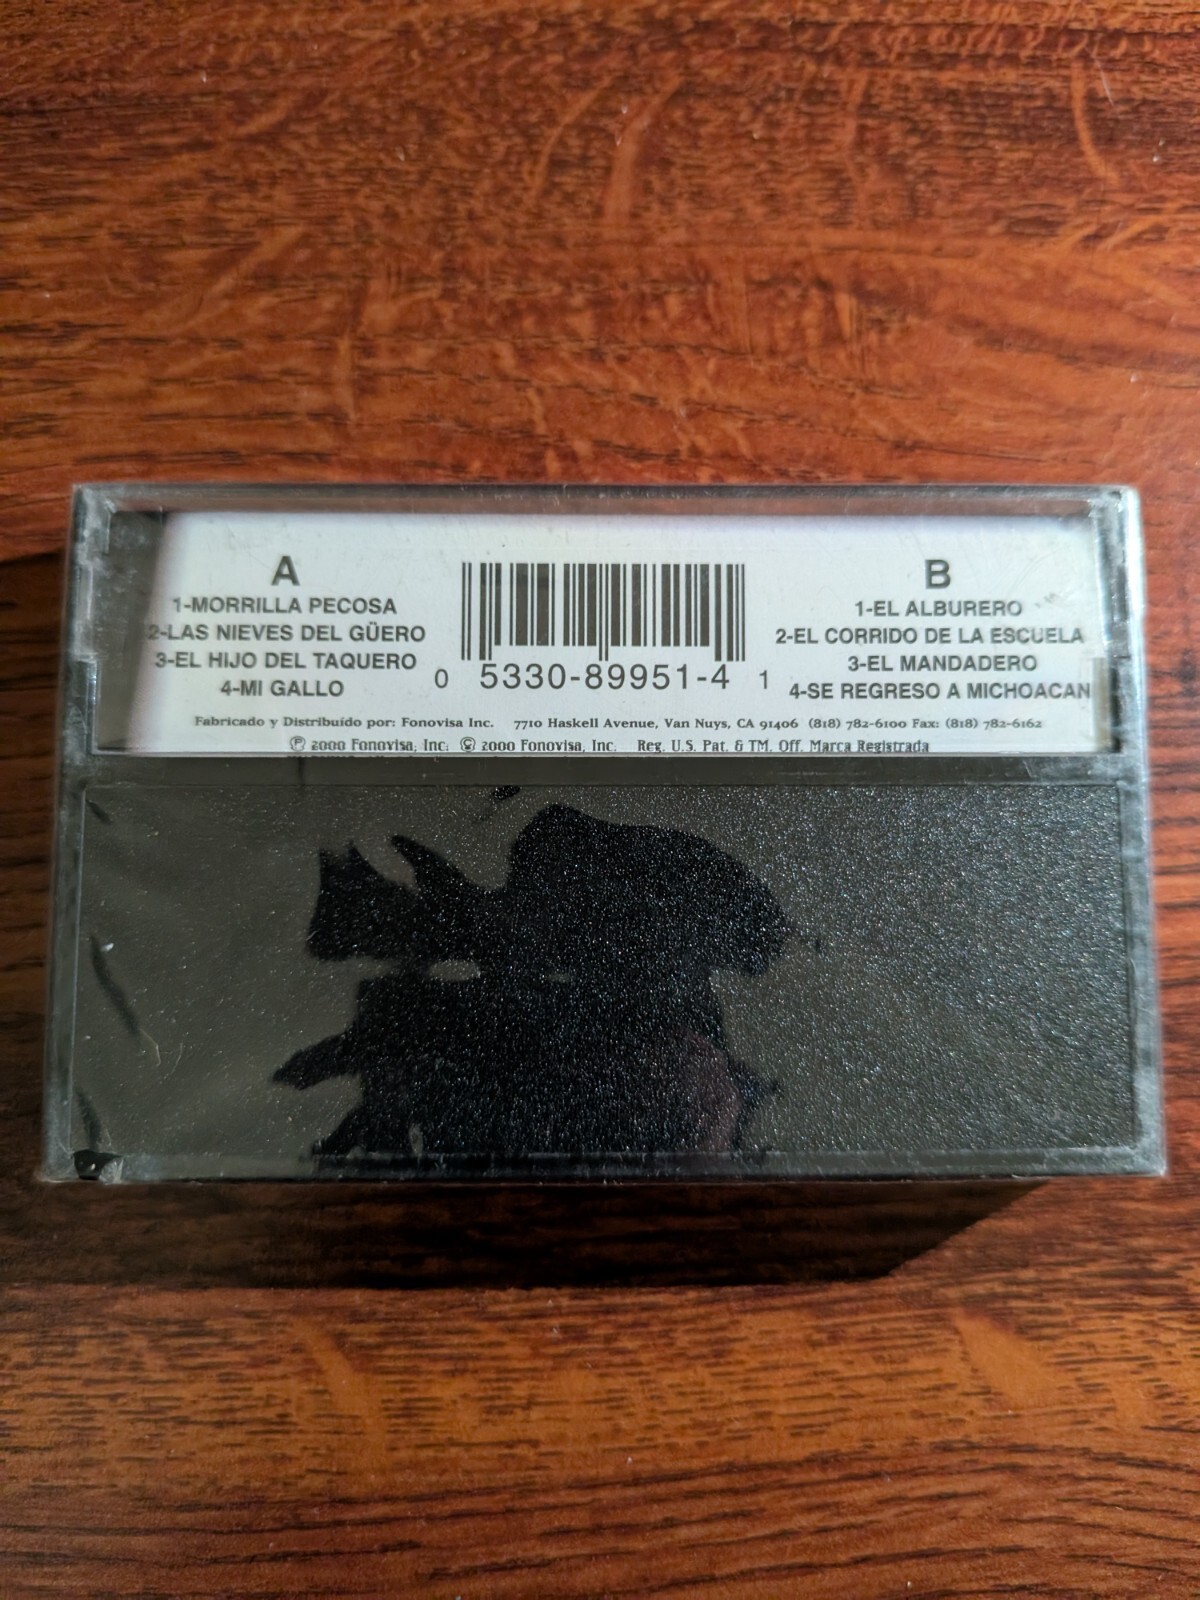 A
1-MORRILLA PECOSA
2-LAS NIEVES DEL GÜERO
3-EL HIJO DEL TAQUERO
4-MI GALLO
0 5330-89951-4 1
B
1-EL ALBURERO
2-EL CORRIDO DE LA ESCUELA
3-EL MANDADERO
4-SE REGRESO A MICHOACAN
Fabricado y Distribuído por: Fonovisa Inc. 7710 Haskell Avenue, Van Nuys, CA 91406 (818) 782-6100 Fax: (818) 782-6162
℗ 2000 Fonovisa, Inc. © 2000 Fonovisa, Inc. Reg. U.S. Pat. & TM. Off. Marca Registrada